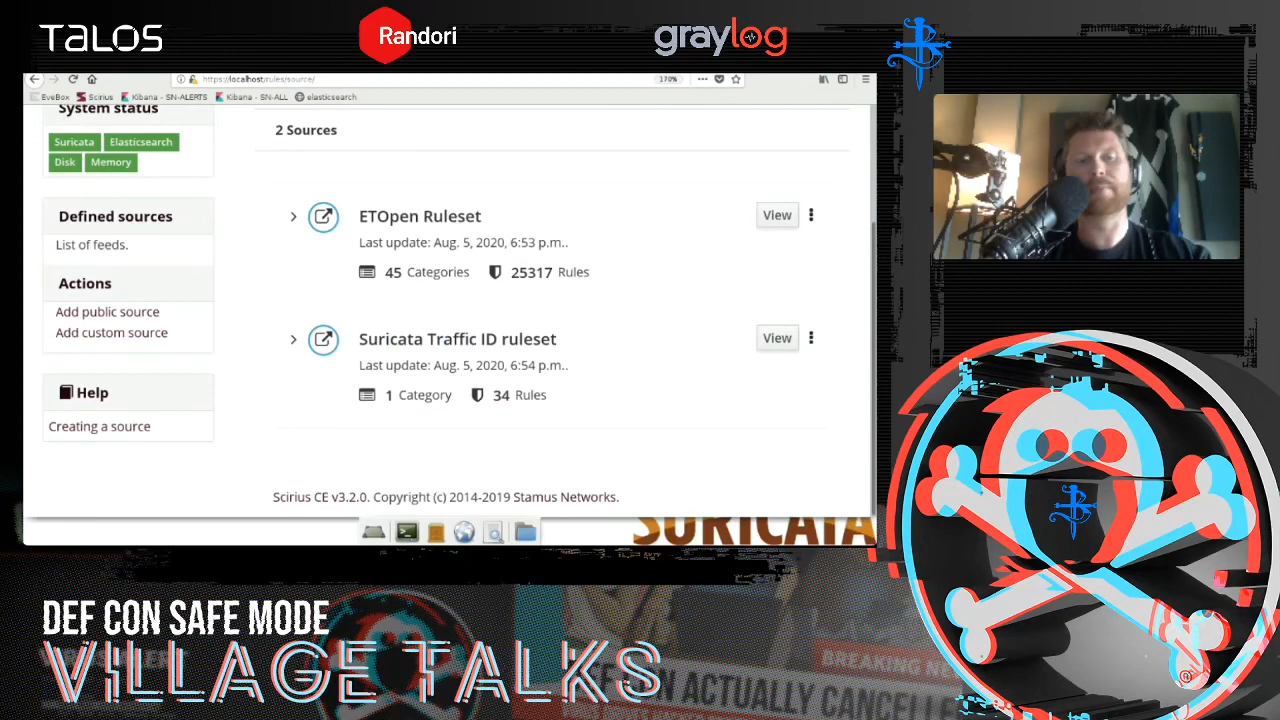 TALOS
Randori
graylog
https://localhost/rules/source/
170%
EveBox
Scirius
Kibana - SN-ALERTS
Kibana - SN-ALL
elasticsearch
System status
Suricata
Elasticsearch
Disk
Memory
Defined sources
List of feeds.
Actions
Add public source
Add custom source
Help
Creating a source
2 Sources
ETOpen Ruleset
View
Last update: Aug. 5, 2020, 6:53 p.m..
45 Categories
25317 Rules
Suricata Traffic ID ruleset
View
Last update: Aug. 5, 2020, 6:54 p.m..
1 Category
34 Rules
Scirius CE v3.2.0. Copyright (c) 2014-2019 Stamus Networks.
SURICATA
DEF CON SAFE MODE
VILLAGE TALKS
BREAKING
ACTUALLY